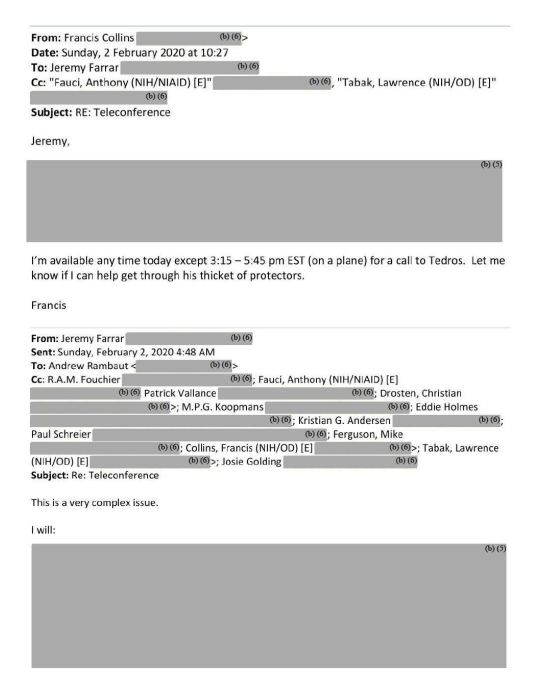 From: Francis Collins (b) (6)>
Date: Sunday, 2 February 2020 at 10:27
To: Jeremy Farrar (b) (6)
Cc: "Fauci, Anthony (NIH/NIAID) [E]" (b) (6), "Tabak, Lawrence (NIH/OD) [E]"
(b) (6)
Subject: RE: Teleconference
Jeremy,
(b) (5)
I'm available any time today except 3:15 – 5:45 pm EST (on a plane) for a call to Tedros. Let me
know if I can help get through his thicket of protectors.
Francis
From: Jeremy Farrar (b) (6)
Sent: Sunday, February 2, 2020 4:48 AM
To: Andrew Rambaut < (b) (6)>
Cc: R.A.M. Fouchier (b) (6); Fauci, Anthony (NIH/NIAID) [E]
(b) (6) Patrick Vallance (b) (6); Drosten, Christian
(b) (6)>; M.P.G. Koopmans (b) (6); Eddie Holmes
(b) (6); Kristian G. Andersen (b) (6);
Paul Schreier (b) (6); Ferguson, Mike
(b) (6); Collins, Francis (NIH/OD) [E] (b) (6)>; Tabak, Lawrence
(NIH/OD) [E] (b) (6)>; Josie Golding (b) (6)
Subject: Re: Teleconference
This is a very complex issue.
I will:
(b) (5)